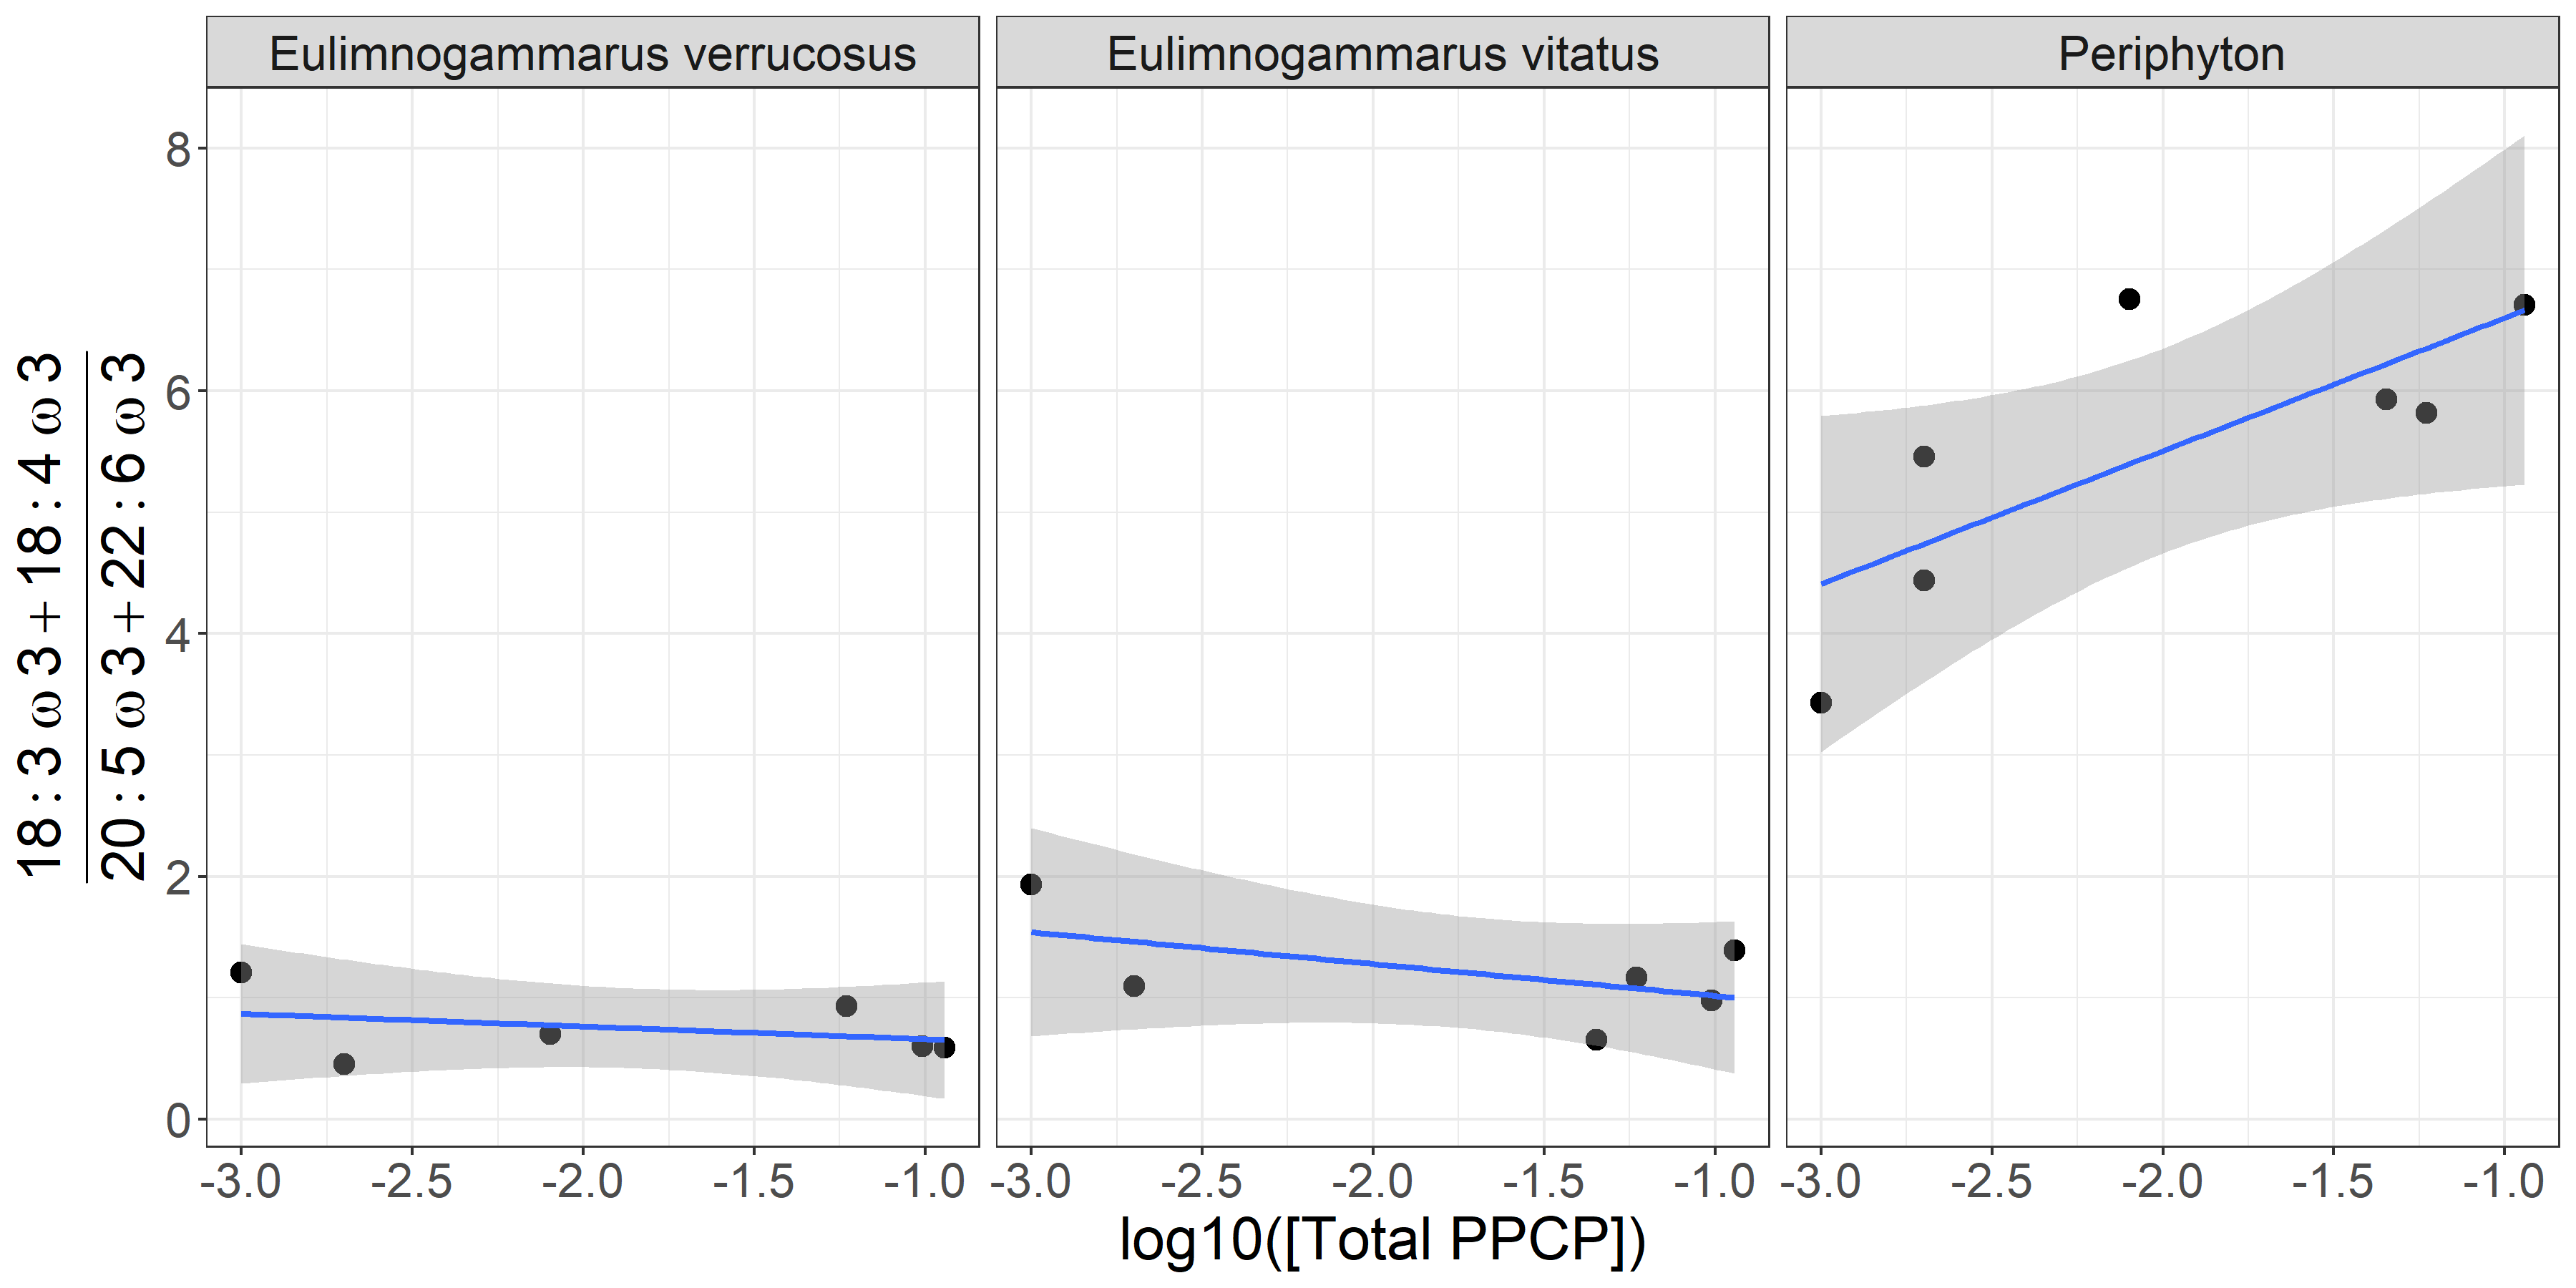 Eulimnogammarus verrucosus
Eulimnogammarus vitatus
Periphyton
18 : 3 ω 3 + 18 : 4 ω 3
20 : 5 ω 3 + 22 : 6 ω 3
8
6
4
2
0
-3.0 -2.5 -2.0 -1.5 -1.0
-3.0 -2.5 -2.0 -1.5 -1.0
-3.0 -2.5 -2.0 -1.5 -1.0
log10([Total PPCP])